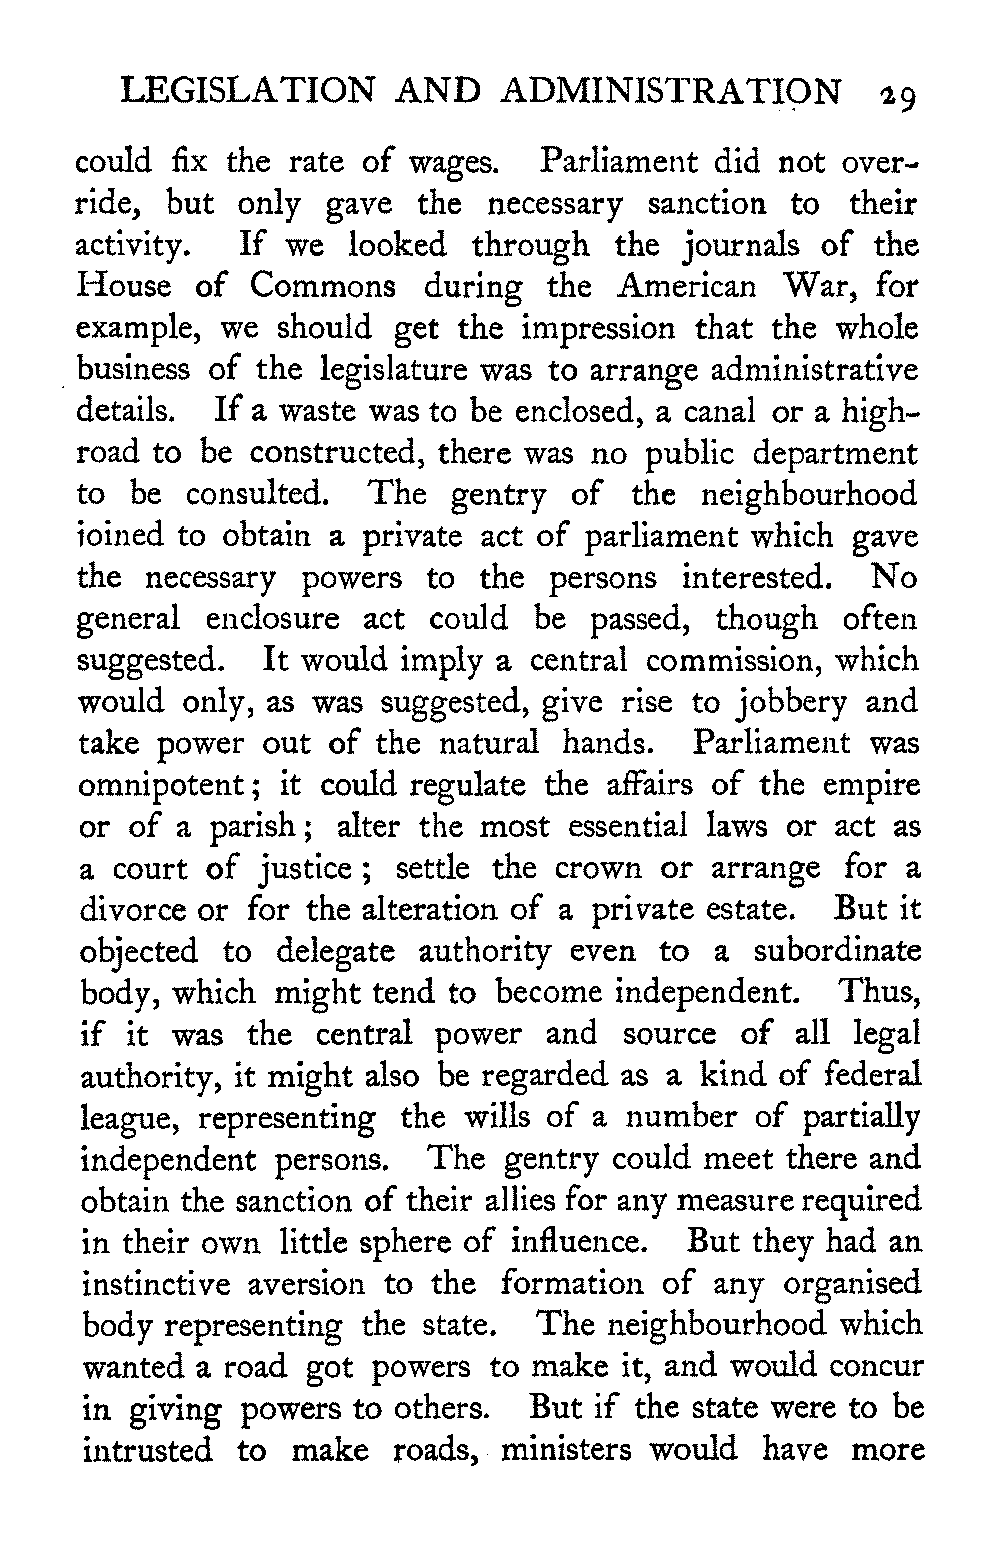 LEGISLATION AND ADMINISTRATION 29
could fix the rate of wages. Parliament did not over-
ride, but only gave the necessary sanction to their
activity. If we looked through the journals of the
House of Commons during the American War, for
example, we should get the impression that the whole
business of the legislature was to arrange administrative
details. If a waste was to be enclosed, a canal or a high-
road to be constructed, there was no public department
to be consulted. The gentry of the neighbourhood
joined to obtain a private act of parliament which gave
the necessary powers to the persons interested. No
general enclosure act could be passed, though often
suggested. It would imply a central commission, which
would only, as was suggested, give rise to jobbery and
take power out of the natural hands. Parliament was
omnipotent; it could regulate the affairs of the empire
or of a parish; alter the most essential laws or act as
a court of justice; settle the crown or arrange for a
divorce or for the alteration of a private estate. But it
objected to delegate authority even to a subordinate
body, which might tend to become independent. Thus,
if it was the central power and source of all legal
authority, it might also be regarded as a kind of federal
league, representing the wills of a number of partially
independent persons. The gentry could meet there and
obtain the sanction of their allies for any measure required
in their own little sphere of influence. But they had an
instinctive aversion to the formation of any organised
body representing the state. The neighbourhood which
wanted a road got powers to make it, and would concur
in giving powers to others. But if the state were to be
intrusted to make roads, ministers would have more